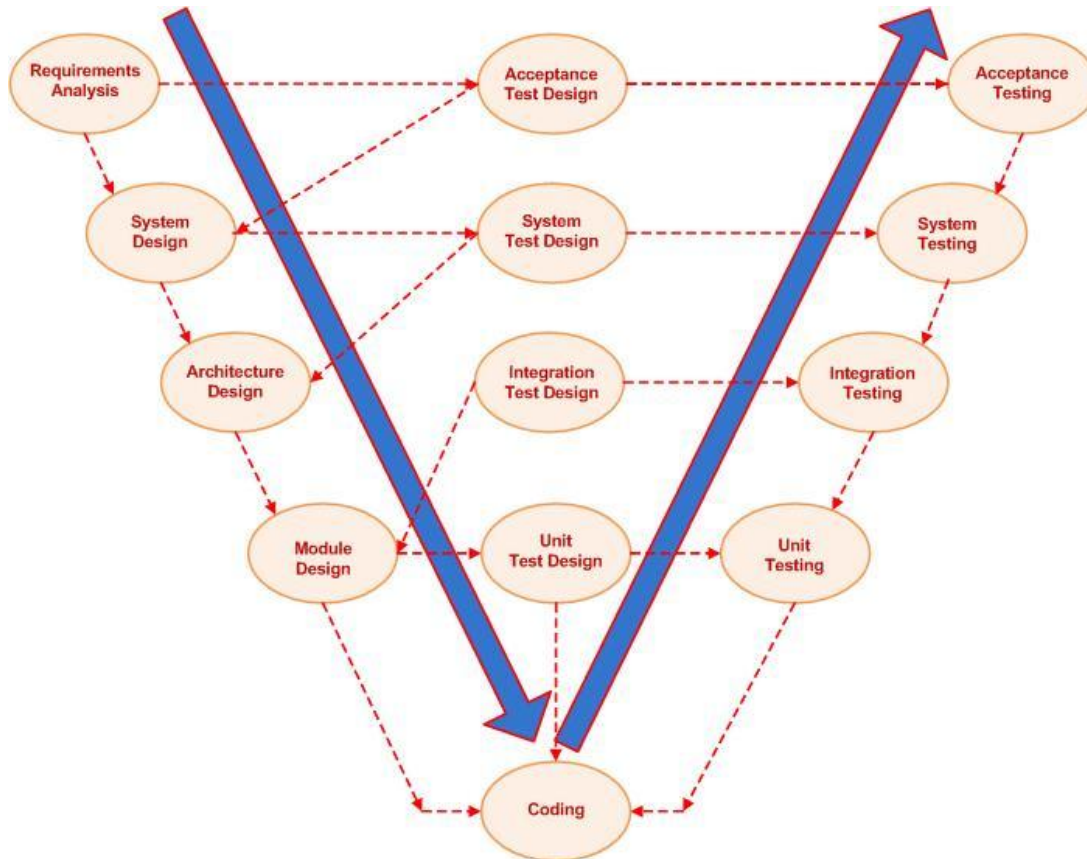 Requirements
Analysis
Acceptance
Test Design
Acceptance
Testing
System
Design
System
Test Design
System
Testing
Architecture
Design
Integration
Test Design
Integration
Testing
Module
Design
Unit
Test Design
Unit
Testing
Coding